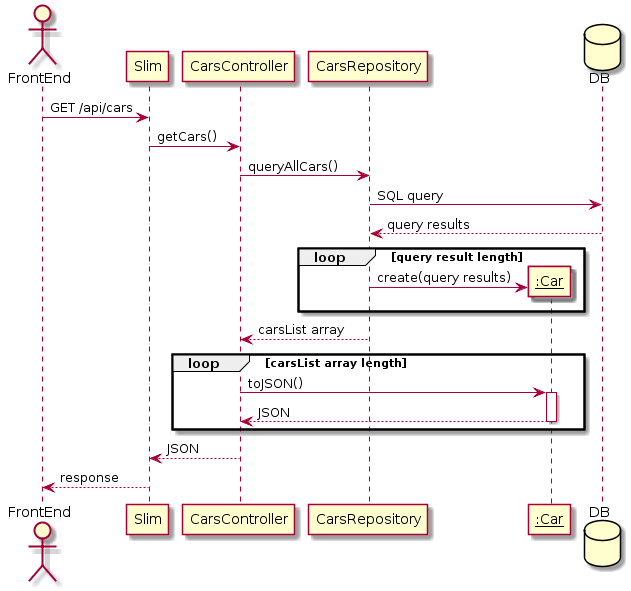 FrontEnd
Slim
CarsController
CarsRepository
DB
GET /api/cars
getCars()
queryAllCars()
SQL query
query results
loop
[query result length]
create(query results)
:Car
carsList array
loop
[carsList array length]
toJSON()
JSON
JSON
response
FrontEnd
Slim
CarsController
CarsRepository
:Car
DB